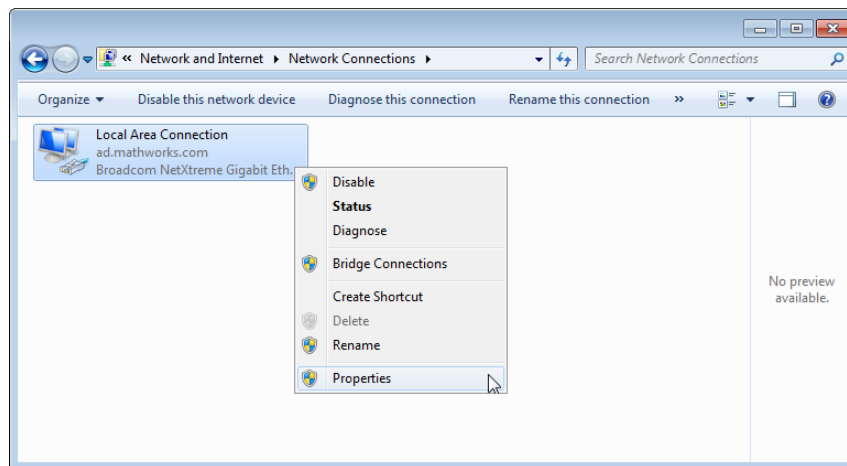 « Network and Internet Network Connections
Search Network Connections
Organize Disable this network device Diagnose this connection Rename this connection »
Local Area Connection
ad.mathworks.com
Broadcom NetXtreme Gigabit Eth...
Disable
Status
Diagnose
Bridge Connections
Create Shortcut
Delete
Rename
Properties
No preview
available.